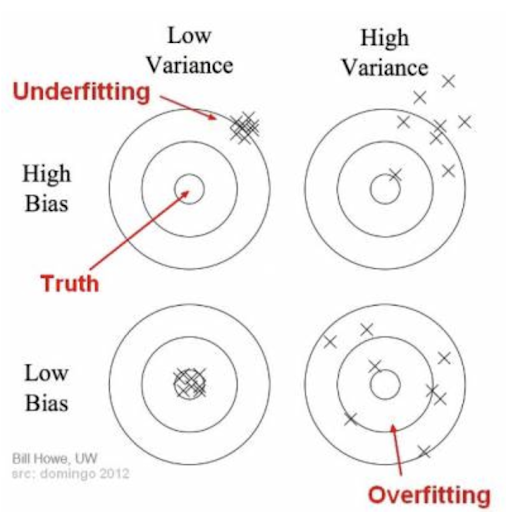 Low
Variance
High
Variance
Underfitting
High
Bias
Truth
Low
Bias
Bill Howe, UW
src: domingo 2012
Overfitting